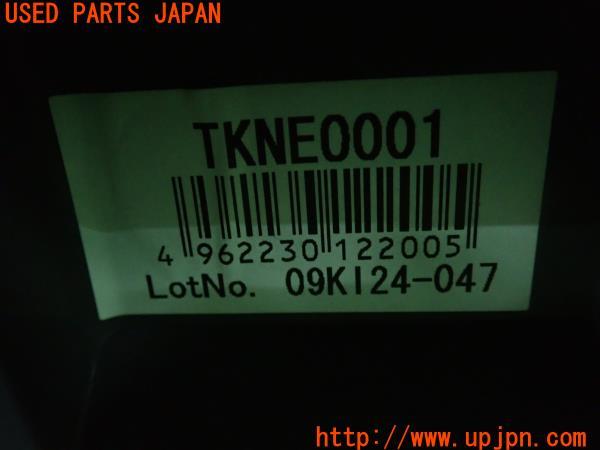 USED PARTS JAPAN
TKNE0001
4 962230 122005
LotNo. 09KI24-047
http://www.upjpn.com/